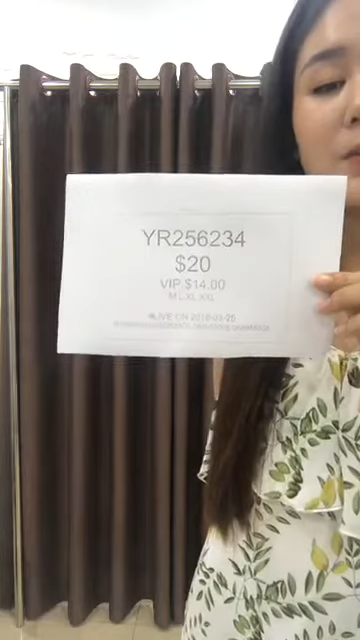 YR256234
$20
VIP $14.00
M L XL XXL
#LIVE ON 2018-03-25